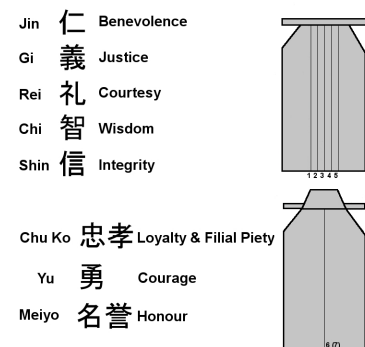 Jin 仁 Benevolence
Gi 義 Justice
Rei 礼 Courtesy
Chi 智 Wisdom
Shin 信 Integrity
1 2 3 4 5
Chu Ko 忠孝 Loyalty & Filial Piety
Yu 勇 Courage
Meiyo 名誉 Honour
6 (7)